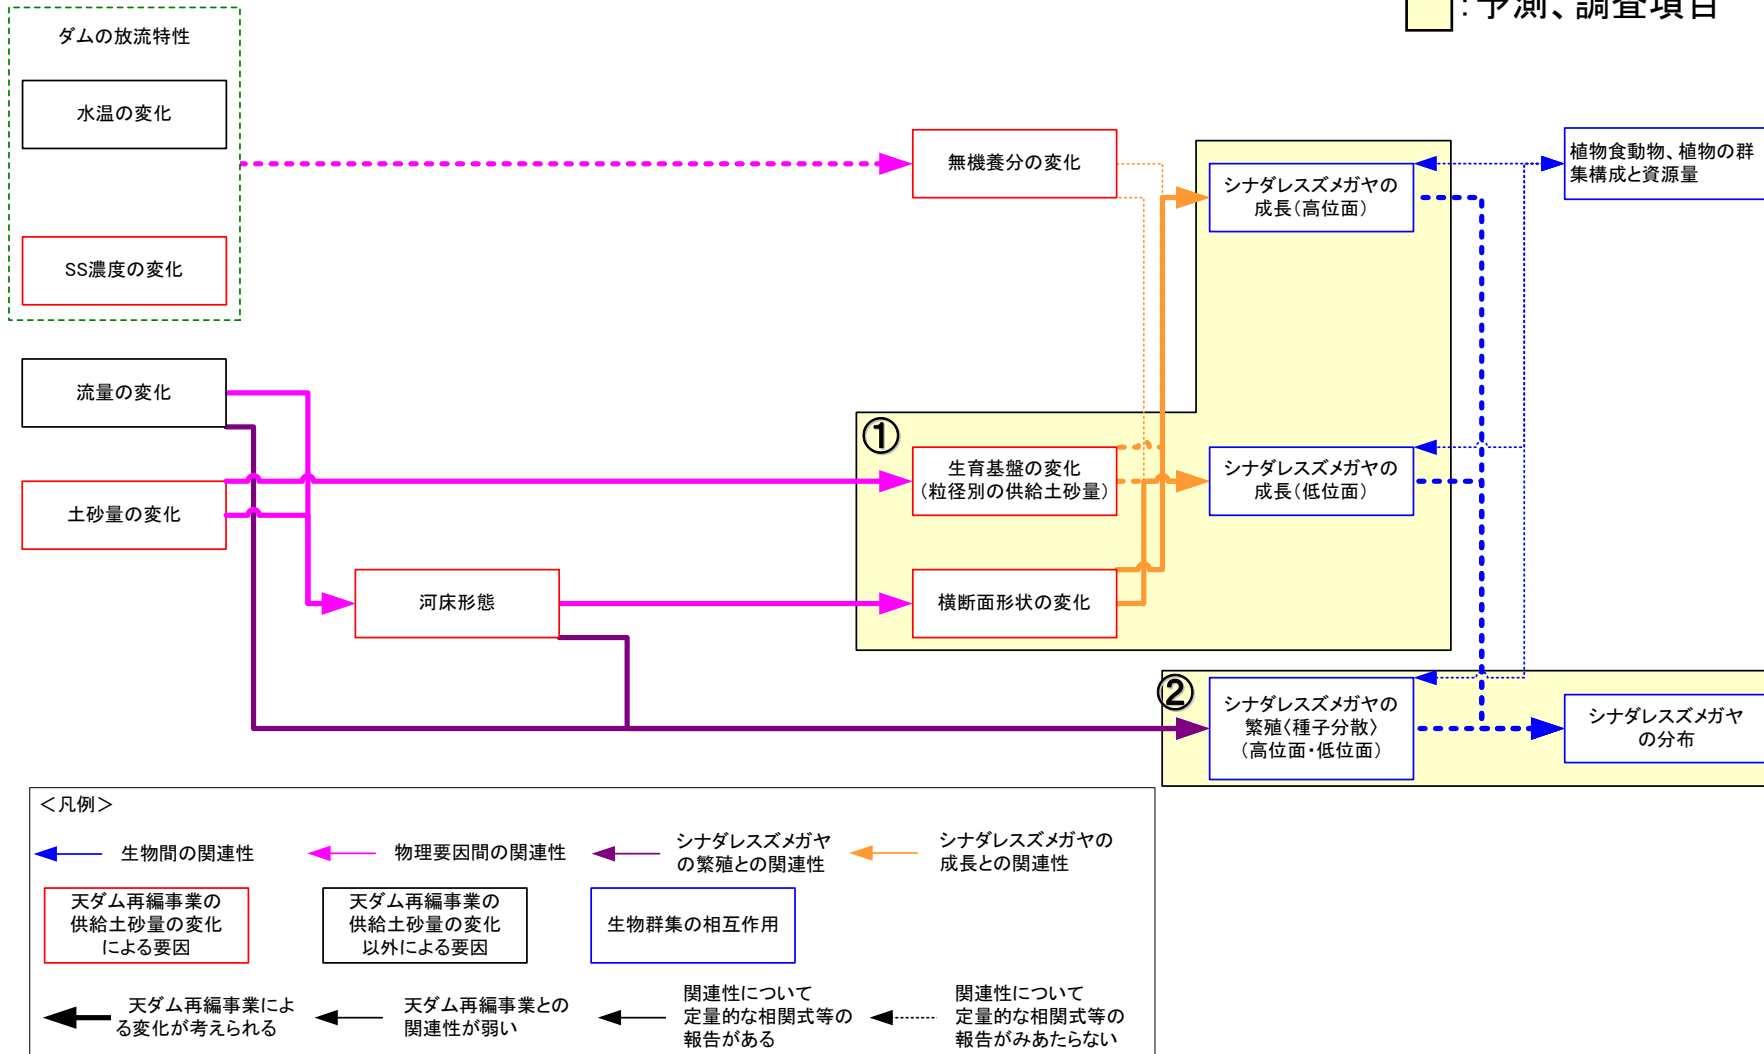 ：予測、調査項目
ダムの放流特性
水温の変化
SS濃度の変化
流量の変化
土砂量の変化
河床形態
無機養分の変化
①
生育基盤の変化
（粒径別の供給土砂量）
横断面形状の変化
シナダレスズメガヤの
成長（高位面）
シナダレスズメガヤの
成長（低位面）
植物食動物、植物の群
集構成と資源量
②
シナダレスズメガヤの
繁殖〈種子分散〉
（高位面・低位面）
シナダレスズメガヤ
の分布
＜凡例＞
生物間の関連性
物理要因間の関連性
シナダレスズメガヤ
の繁殖との関連性
シナダレスズメガヤの
成長との関連性
天ダム再編事業の
供給土砂量の変化
による要因
天ダム再編事業の
供給土砂量の変化
以外による要因
生物群集の相互作用
天ダム再編事業によ
る変化が考えられる
天ダム再編事業との
関連性が弱い
関連性について
定量的な相関式等の
報告がある
関連性について
定量的な相関式等の
報告がみあたらない